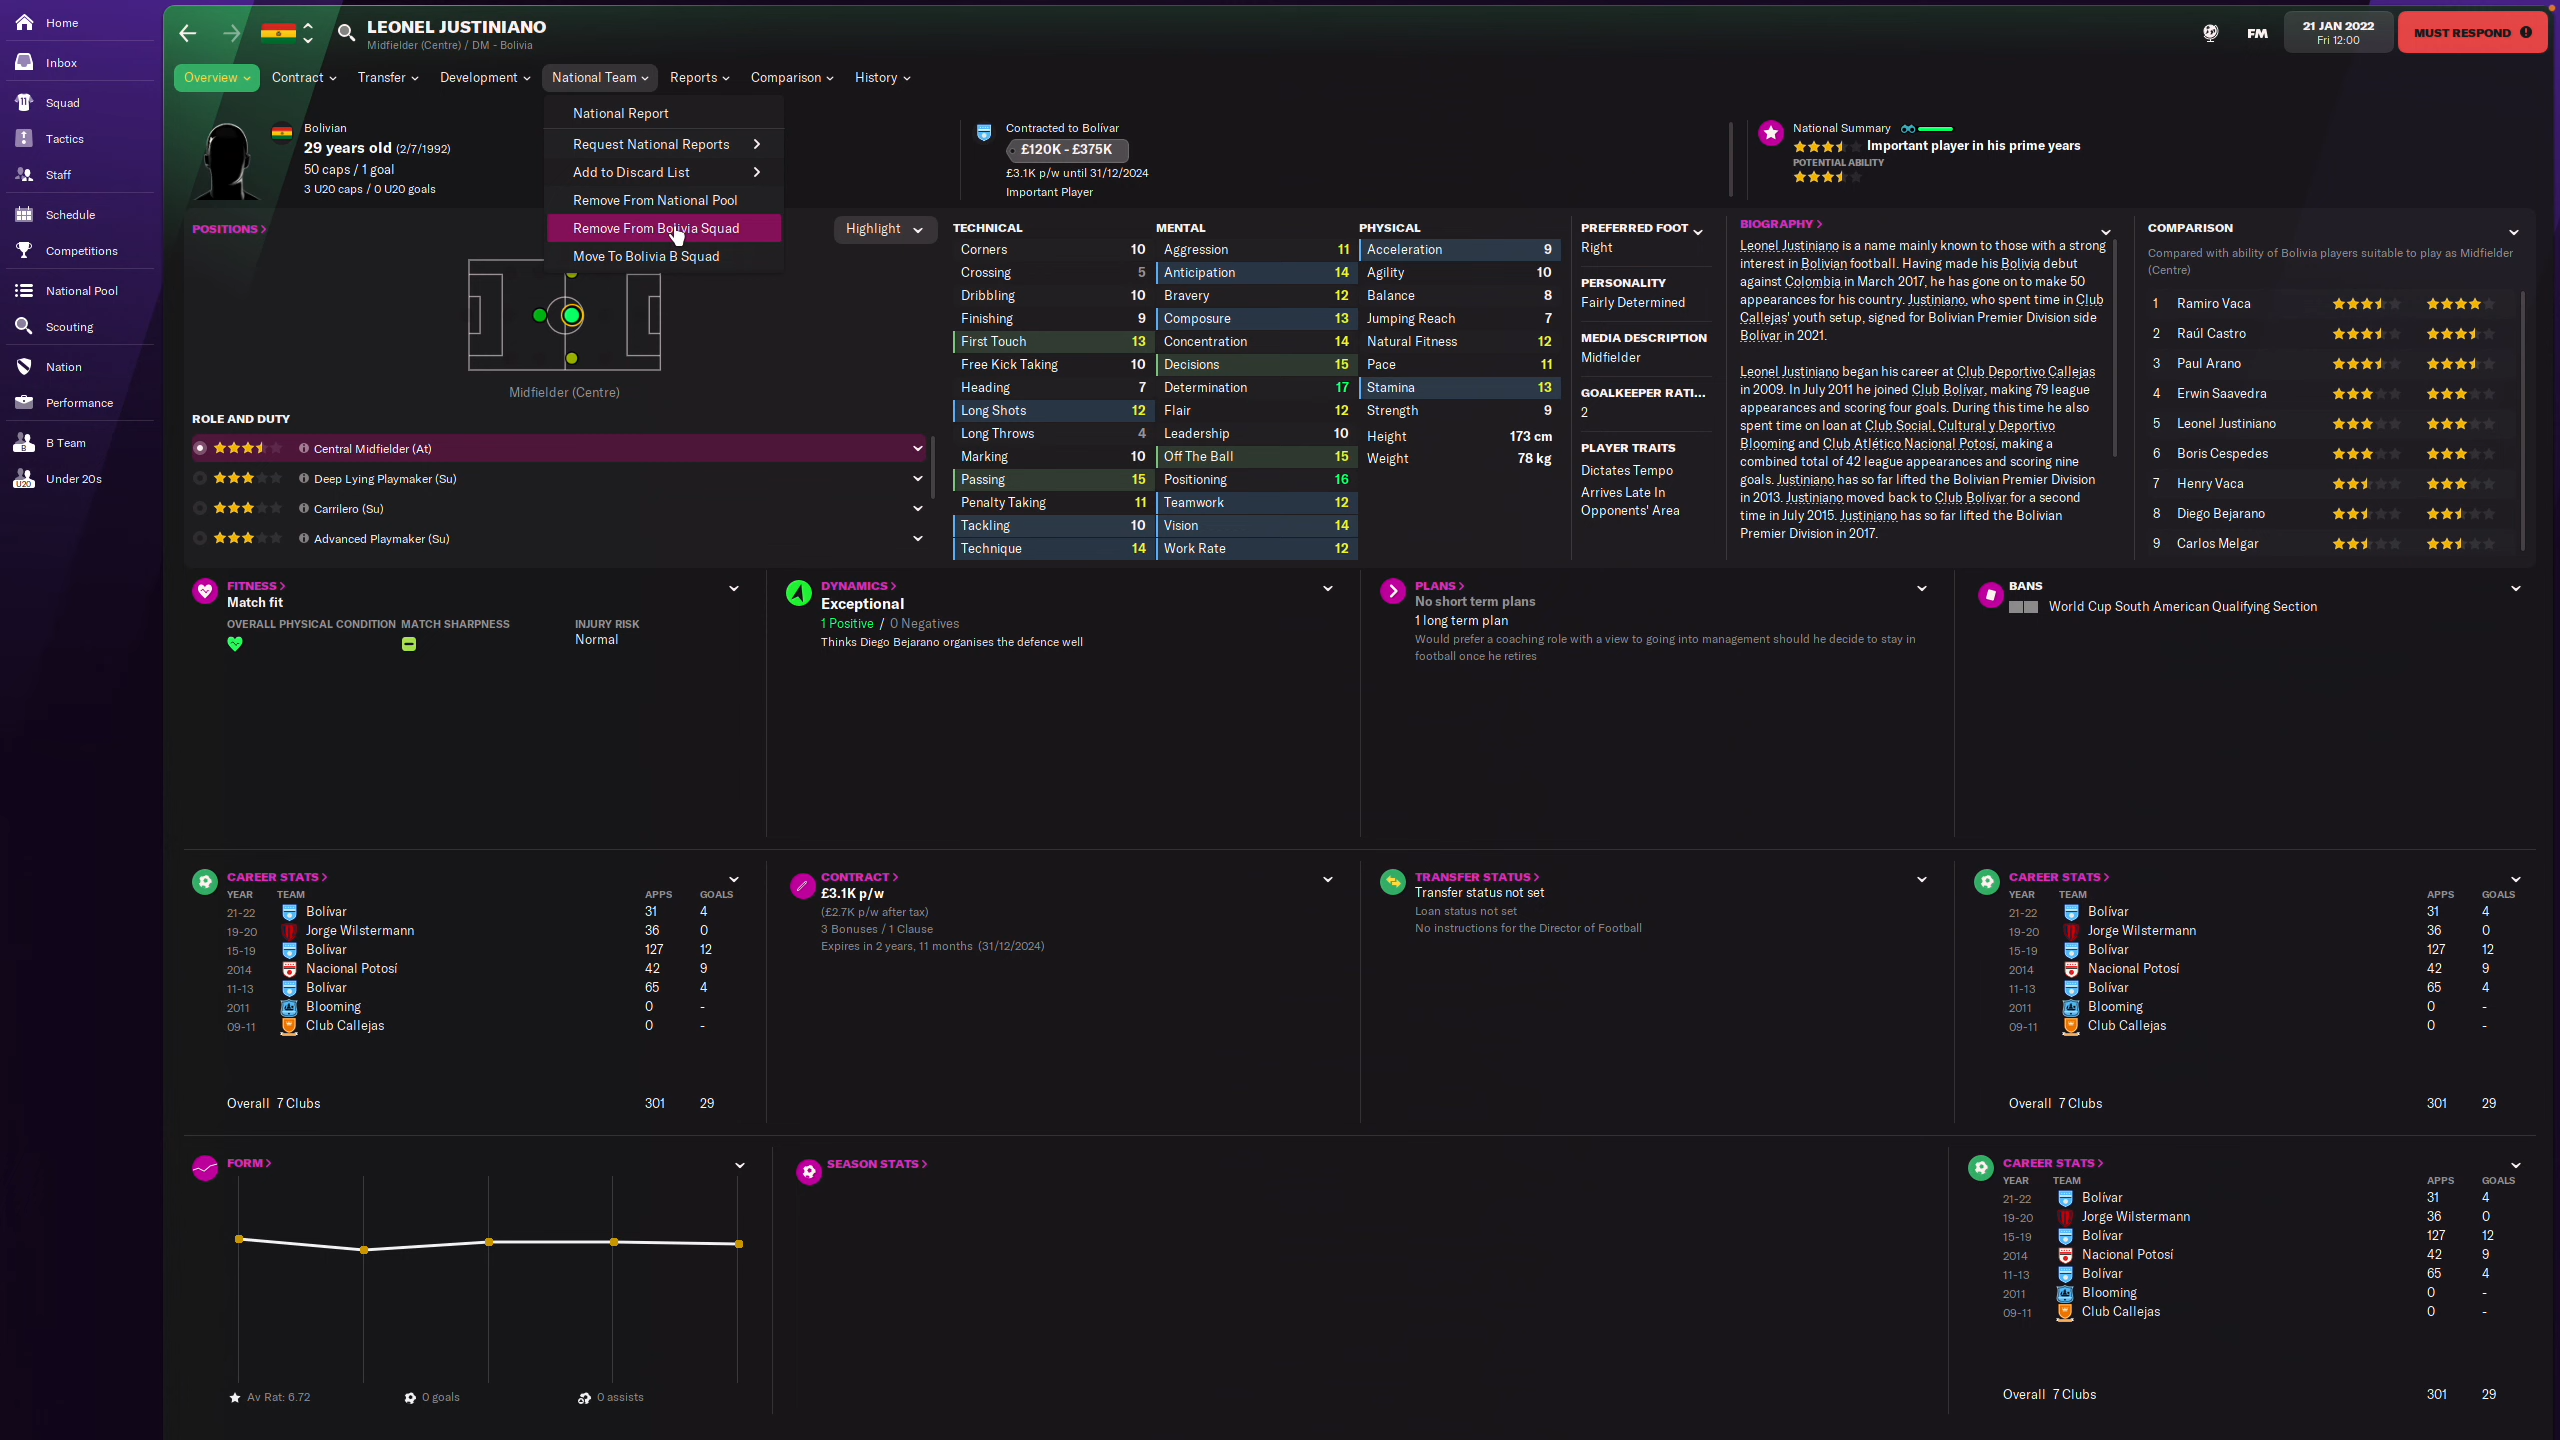 Home
Inbox
Squad
Tactics
Staff
Schedule
Competitions
National Pool
Scouting
Nation
Performance
B Team
Under 20s
LEONEL JUSTINIANO
Midfielder (Centre) / DM - Bolivia
FM
21 JAN 2022
Fri 12:00
MUST RESPOND
Overview
Contract
Transfer
Development
National Team
Reports
Comparison
History
National Report
Request National Reports
Add to Discard List
Remove From National Pool
Remove From Bolivia Squad
Move To Bolivia B Squad
Bolivian
29 years old (2/7/1992)
50 caps / 1 goal
3 U20 caps / 0 U20 goals
Contracted to Bolívar
£120K - £375K
£3.1K p/w until 31/12/2024
Important Player
National Summary
Important player in his prime years
POTENTIAL ABILITY
POSITIONS
Highlight
Midfielder (Centre)
ROLE AND DUTY
Central Midfielder (At)
Deep Lying Playmaker (Su)
Carrilero (Su)
Advanced Playmaker (Su)
TECHNICAL
Corners 10
Crossing 5
Dribbling 10
Finishing 9
First Touch 13
Free Kick Taking 10
Heading 7
Long Shots 12
Long Throws 4
Marking 10
Passing 15
Penalty Taking 11
Tackling 10
Technique 14
MENTAL
Aggression 11
Anticipation 14
Bravery 12
Composure 13
Concentration 14
Decisions 15
Determination 17
Flair 12
Leadership 10
Off The Ball 15
Positioning 16
Teamwork 12
Vision 14
Work Rate 12
PHYSICAL
Acceleration 9
Agility 10
Balance 8
Jumping Reach 7
Natural Fitness 12
Pace 11
Stamina 13
Strength 9
Height 173 cm
Weight 78 kg
PREFERRED FOOT
Right
PERSONALITY
Fairly Determined
MEDIA DESCRIPTION
Midfielder
GOALKEEPER RATI...
2
PLAYER TRAITS
Dictates Tempo
Arrives Late In
Opponents' Area
BIOGRAPHY
Leonel Justiniano is a name mainly known to those with a strong
interest in Bolivian football. Having made his Bolivia debut
against Colombia in March 2017, he has gone on to make 50
appearances for his country. Justiniano, who spent time in Club
Callejas' youth setup, signed for Bolivian Premier Division side
Bolívar in 2021.
Leonel Justiniano began his career at Club Deportivo Callejas
in 2009. In July 2011 he joined Club Bolívar, making 79 league
appearances and scoring four goals. During this time he also
spent time on loan at Club Social, Cultural y Deportivo
Blooming and Club Atlético Nacional Potosí, making a
combined total of 42 league appearances and scoring nine
goals. Justiniano has so far lifted the Bolivian Premier Division
in 2013. Justiniano moved back to Club Bolívar for a second
time in July 2015. Justiniano has so far lifted the Bolivian
Premier Division in 2017.
COMPARISON
Compared with ability of Bolivia players suitable to play as Midfielder
(Centre)
1 Ramiro Vaca
2 Raúl Castro
3 Paul Arano
4 Erwin Saavedra
5 Leonel Justiniano
6 Boris Cespedes
7 Henry Vaca
8 Diego Bejarano
9 Carlos Melgar
FITNESS
Match fit
OVERALL PHYSICAL CONDITION MATCH SHARPNESS INJURY RISK
Normal
DYNAMICS
Exceptional
1 Positive / 0 Negatives
Thinks Diego Bejarano organises the defence well
PLANS
No short term plans
1 long term plan
Would prefer a coaching role with a view to going into management should he decide to stay in
football once he retires
BANS
World Cup South American Qualifying Section
CAREER STATS
YEAR TEAM APPS GOALS
21-22 Bolívar 31 4
19-20 Jorge Wilstermann 36 0
15-19 Bolívar 127 12
2014 Nacional Potosí 42 9
11-13 Bolívar 65 4
2011 Blooming 0 -
09-11 Club Callejas 0 -
Overall 7 Clubs 301 29
CONTRACT
£3.1K p/w
(£2.7K p/w after tax)
3 Bonuses / 1 Clause
Expires in 2 years, 11 months (31/12/2024)
TRANSFER STATUS
Transfer status not set
Loan status not set
No instructions for the Director of Football
CAREER STATS
YEAR TEAM APPS GOALS
21-22 Bolívar 31 4
19-20 Jorge Wilstermann 36 0
15-19 Bolívar 127 12
2014 Nacional Potosí 42 9
11-13 Bolívar 65 4
2011 Blooming 0 -
09-11 Club Callejas 0 -
Overall 7 Clubs 301 29
FORM
Av Rat: 6.72
0 goals
0 assists
SEASON STATS
CAREER STATS
YEAR TEAM APPS GOALS
21-22 Bolívar 31 4
19-20 Jorge Wilstermann 36 0
15-19 Bolívar 127 12
2014 Nacional Potosí 42 9
11-13 Bolívar 65 4
2011 Blooming 0 -
09-11 Club Callejas 0 -
Overall 7 Clubs 301 29